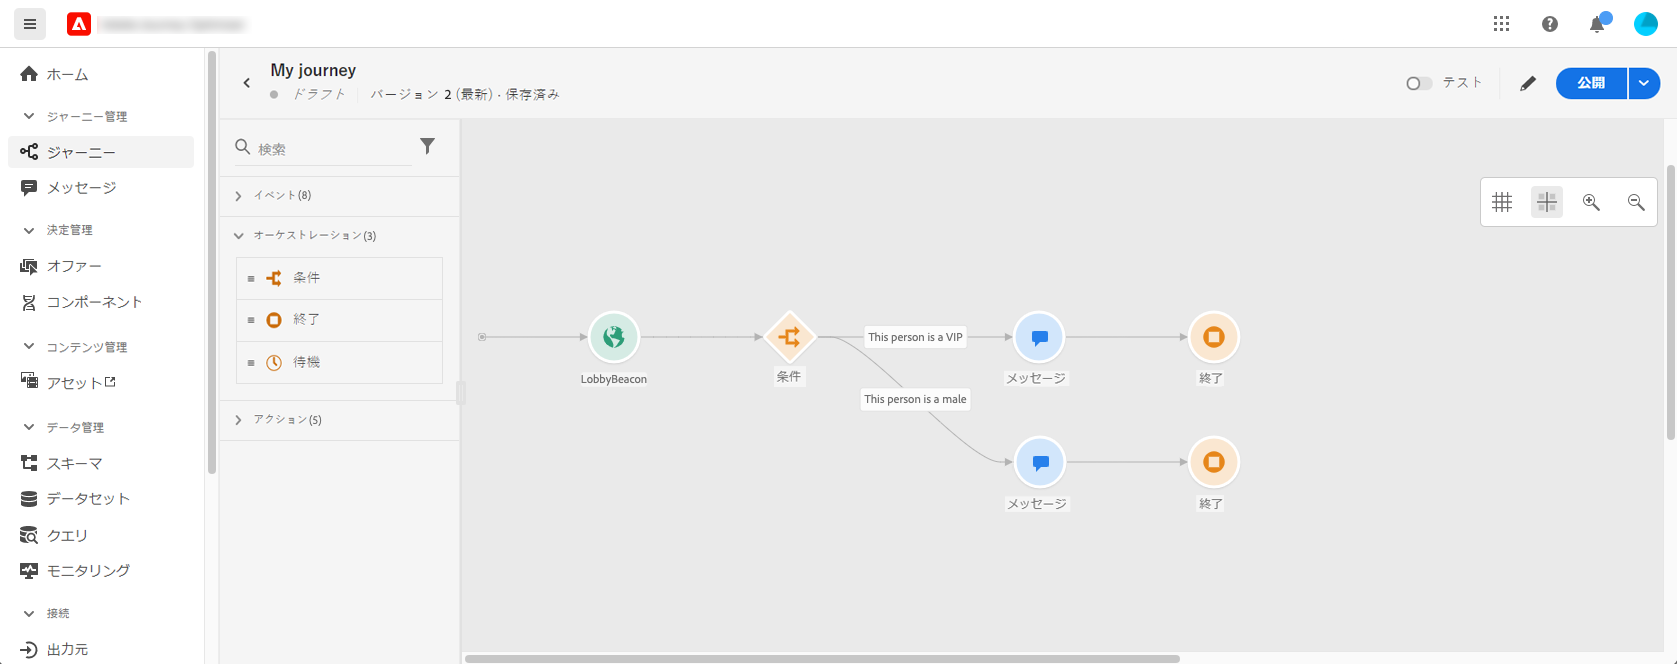 My journey
ドラフト バージョン 2 (最新) · 保存済み
テスト
公開
ホーム
ジャーニー管理
ジャーニー
メッセージ
決定管理
オファー
コンポーネント
コンテンツ管理
アセット
データ管理
スキーマ
データセット
クエリ
モニタリング
接続
出力元
検索
イベント(8)
オーケストレーション(3)
条件
終了
待機
アクション(5)
LobbyBeacon
条件
This person is a VIP
メッセージ
終了
This person is a male
メッセージ
終了